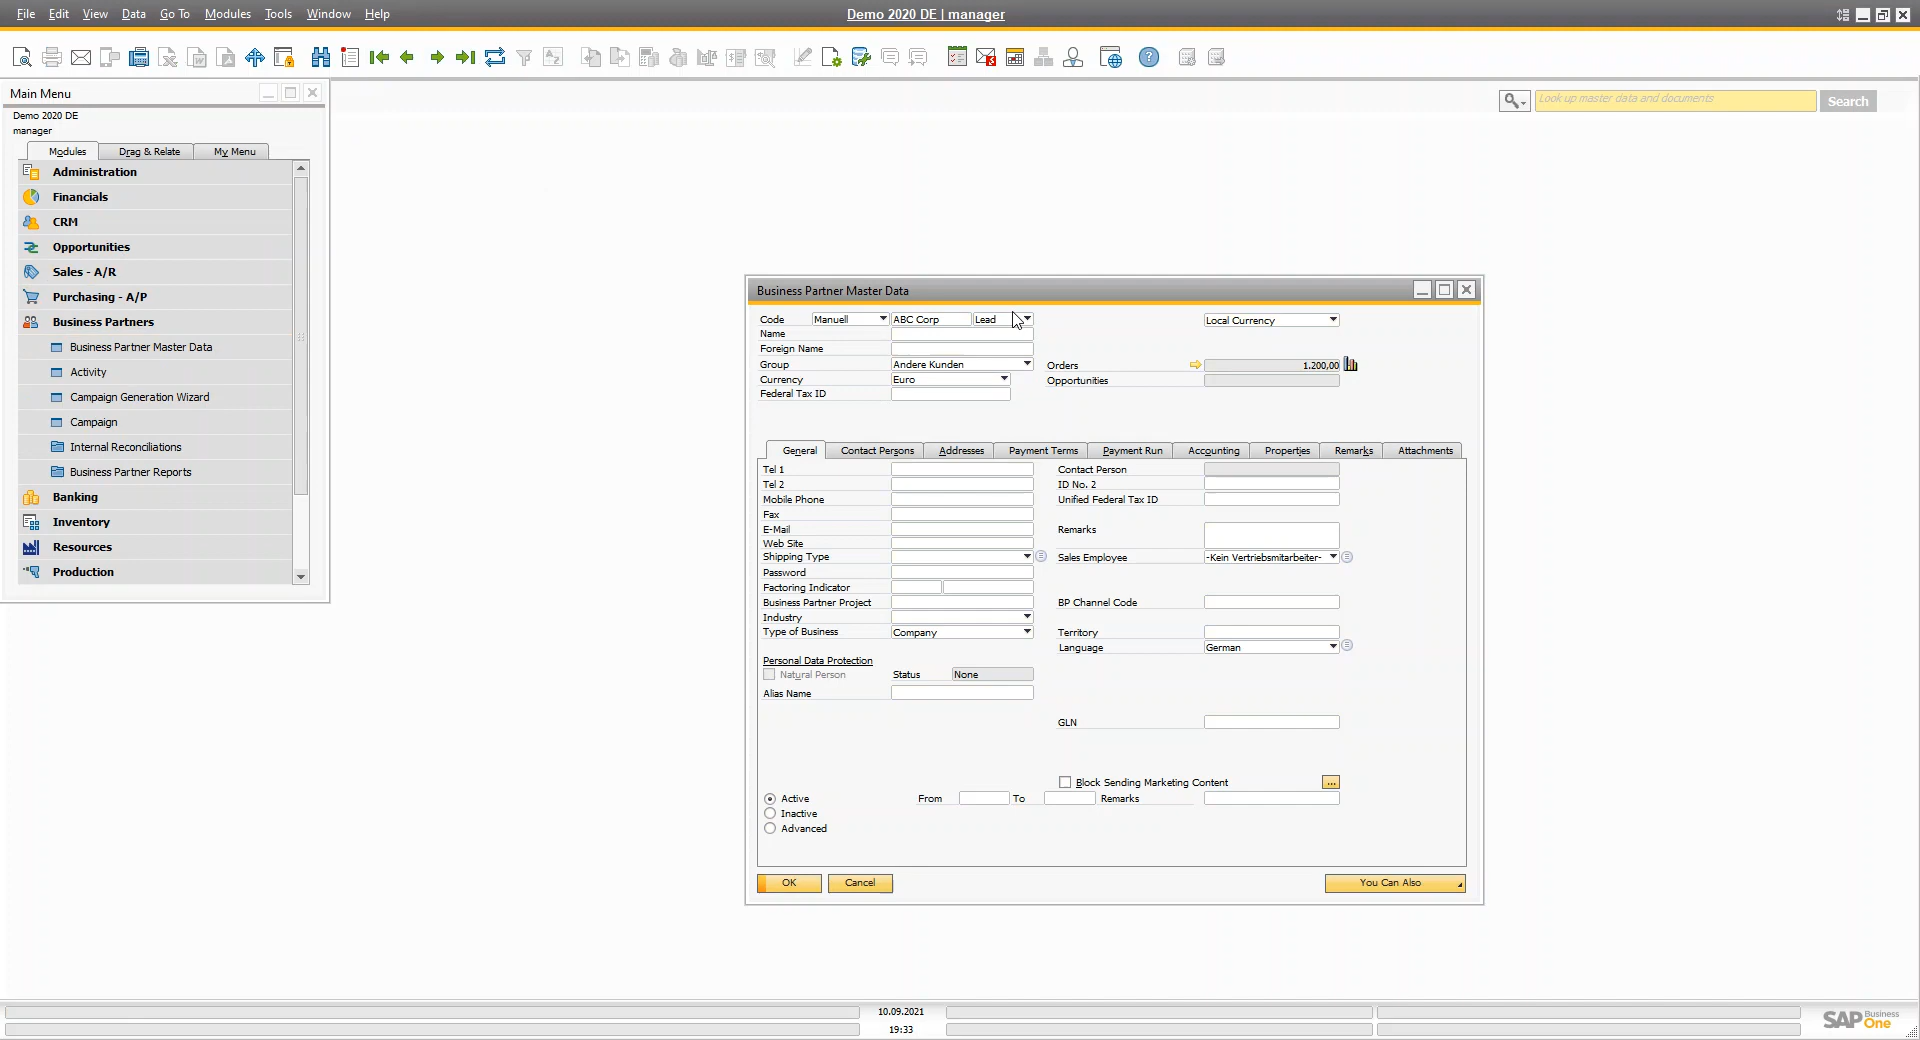 File Edit View Data Go To Modules Tools Window Help
Demo 2020 DE | manager
Main Menu
Demo 2020 DE
manager
Modules Drag & Relate My Menu
Administration
Financials
CRM
Opportunities
Sales - A/R
Purchasing - A/P
Business Partners
Business Partner Master Data
Activity
Campaign Generation Wizard
Campaign
Internal Reconciliations
Business Partner Reports
Banking
Inventory
Resources
Production
Look up master data and documents Search
Business Partner Master Data
Code Manuell ABC Corp Lead Local Currency
Name
Foreign Name
Group Andere Kunden Orders 1.200,00
Currency Euro Opportunities
Federal Tax ID
General Contact Persons Addresses Payment Terms Payment Run Accounting Properties Remarks Attachments
Tel 1 Contact Person
Tel 2 ID No. 2
Mobile Phone Unified Federal Tax ID
Fax
E-Mail Remarks
Web Site
Shipping Type Sales Employee -Kein Vertriebsmitarbeiter-
Password
Factoring Indicator
Business Partner Project BP Channel Code
Industry
Type of Business Company Territory
Language German
Personal Data Protection
Natural Person Status None
Alias Name
GLN
Block Sending Marketing Content ...
Active From To Remarks
Inactive
Advanced
OK Cancel You Can Also
10.09.2021
19:33
SAP Business One